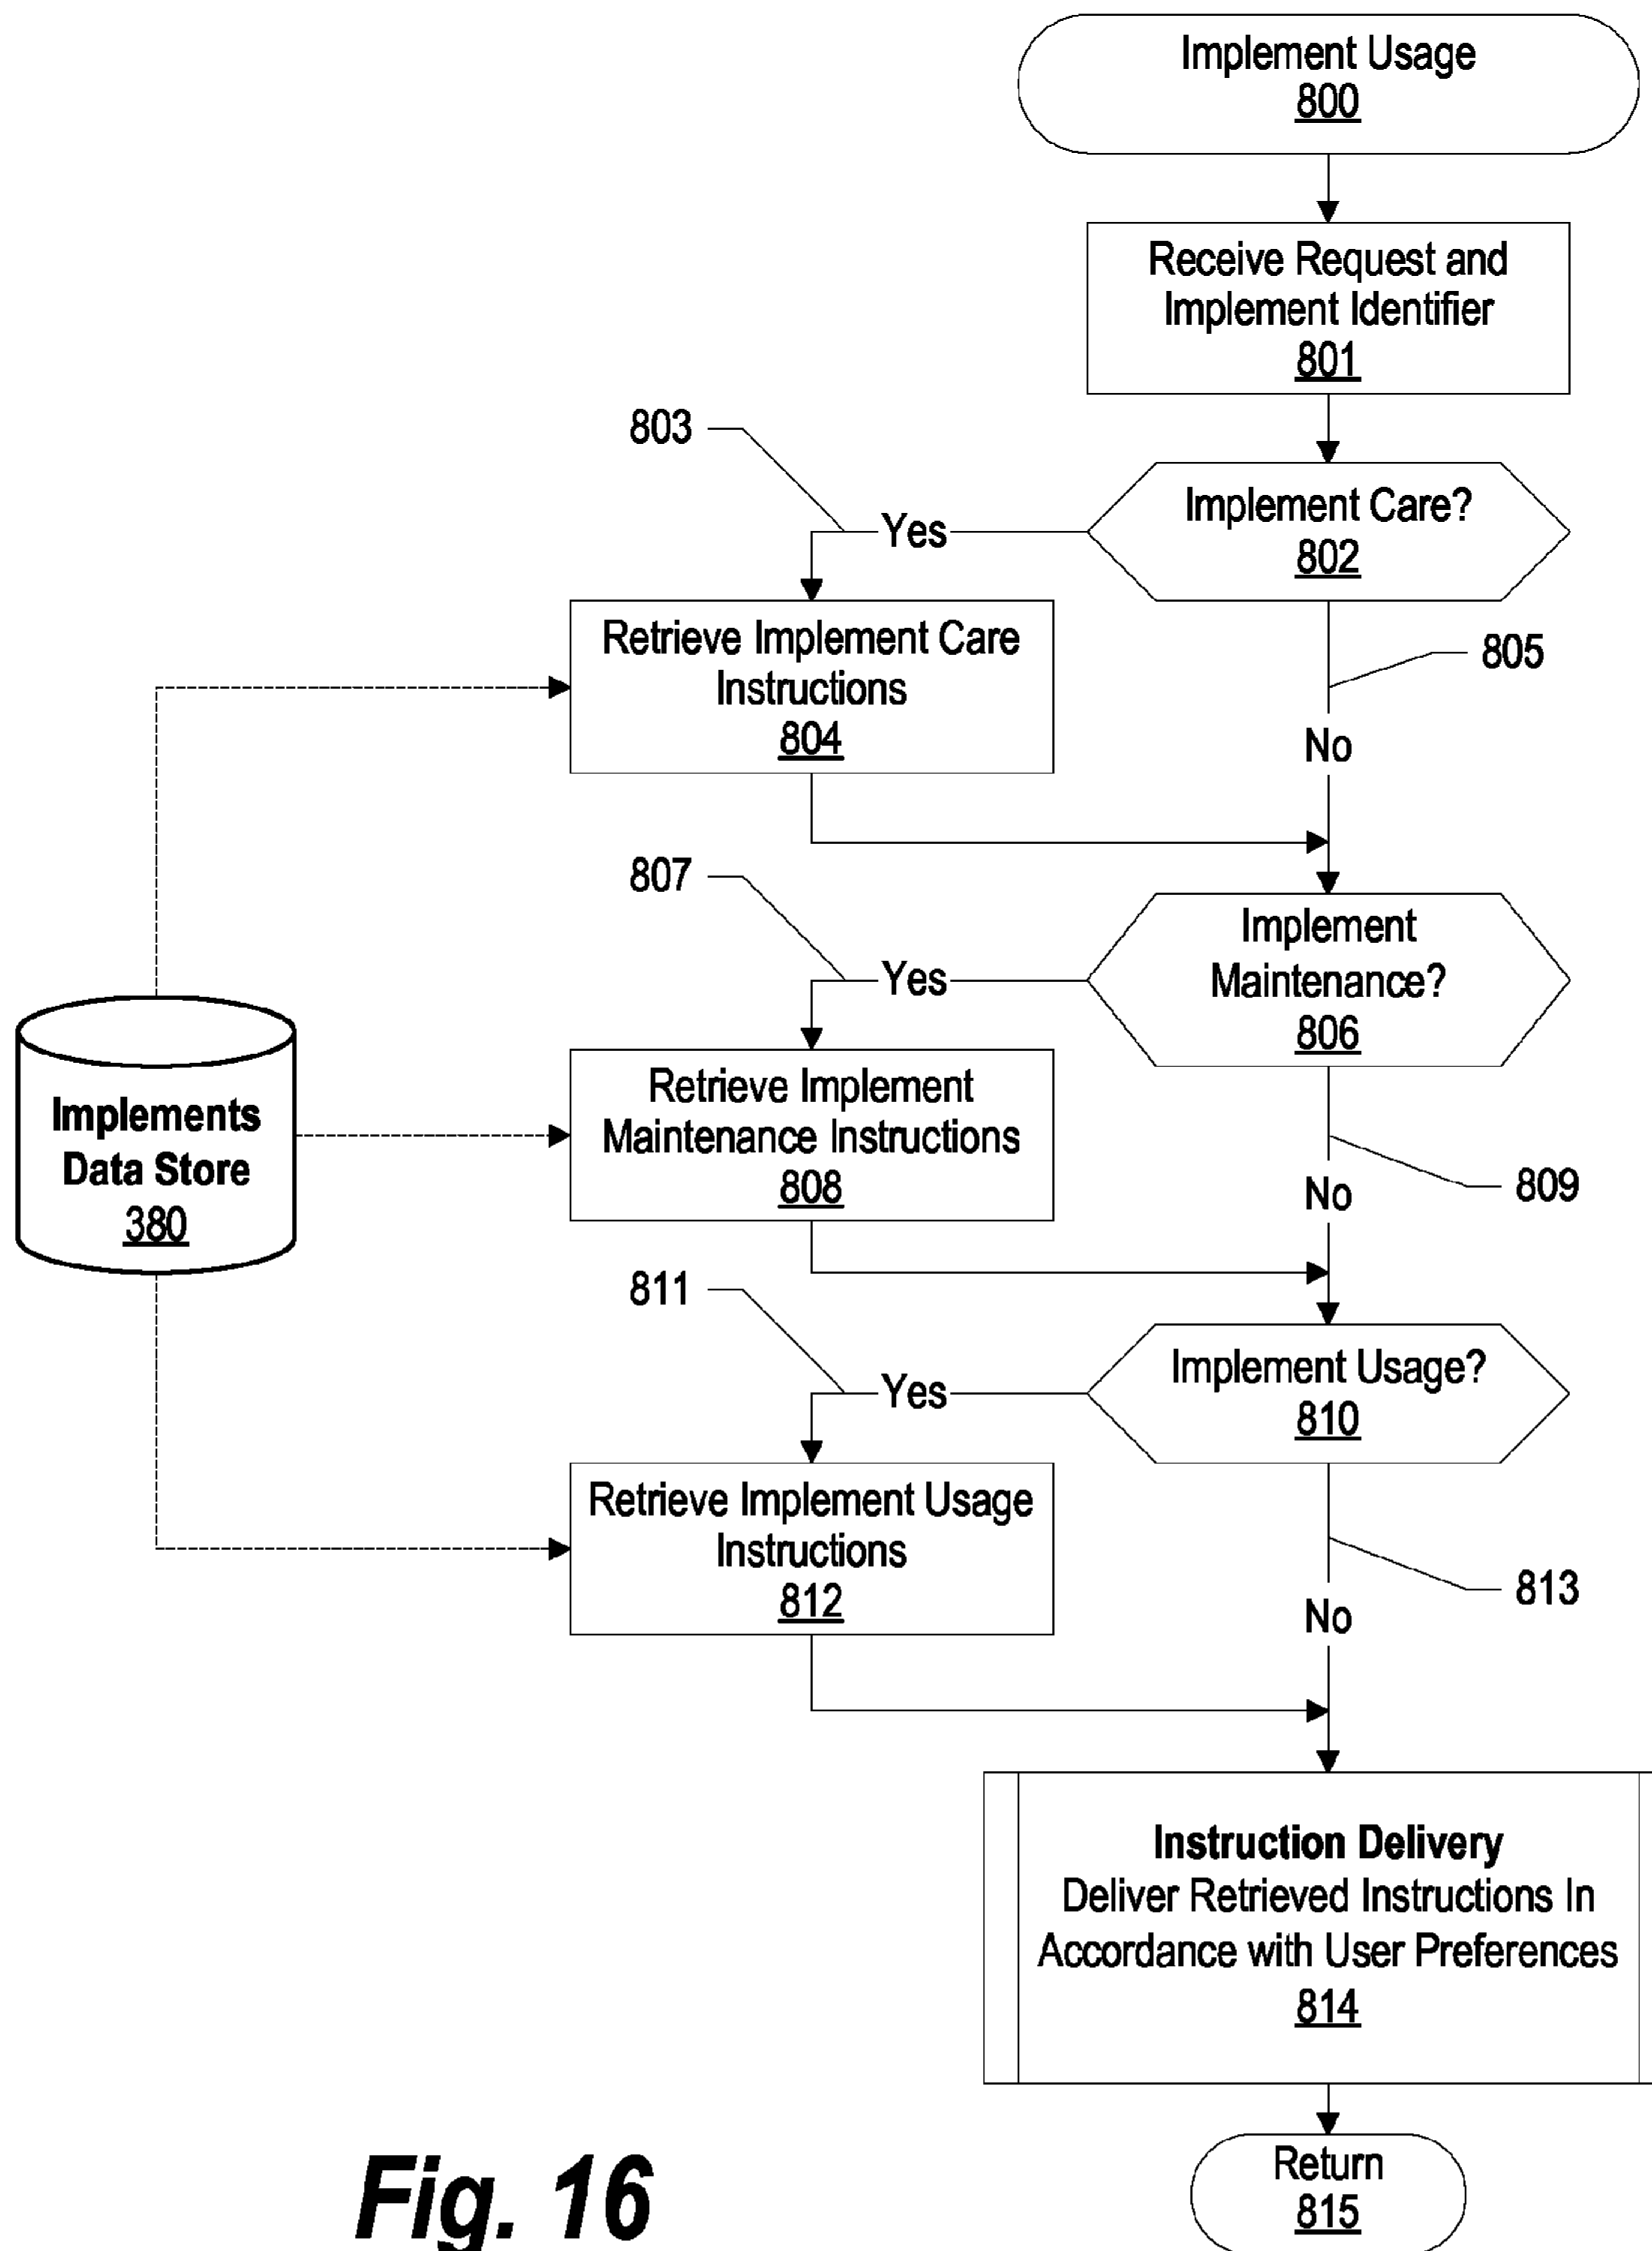 Implement Usage
800
Receive Request and
Implement Identifier
801
803
Implement Care?
802
Yes
Retrieve Implement Care
Instructions
804
805
No
807
Implement
Maintenance?
806
Yes
Implements
Data Store
380
Retrieve Implement
Maintenance Instructions
808
809
No
811
Implement Usage?
810
Yes
Retrieve Implement Usage
Instructions
812
813
No
Instruction Delivery
Deliver Retrieved Instructions In
Accordance with User Preferences
814
Return
815
Fig. 16